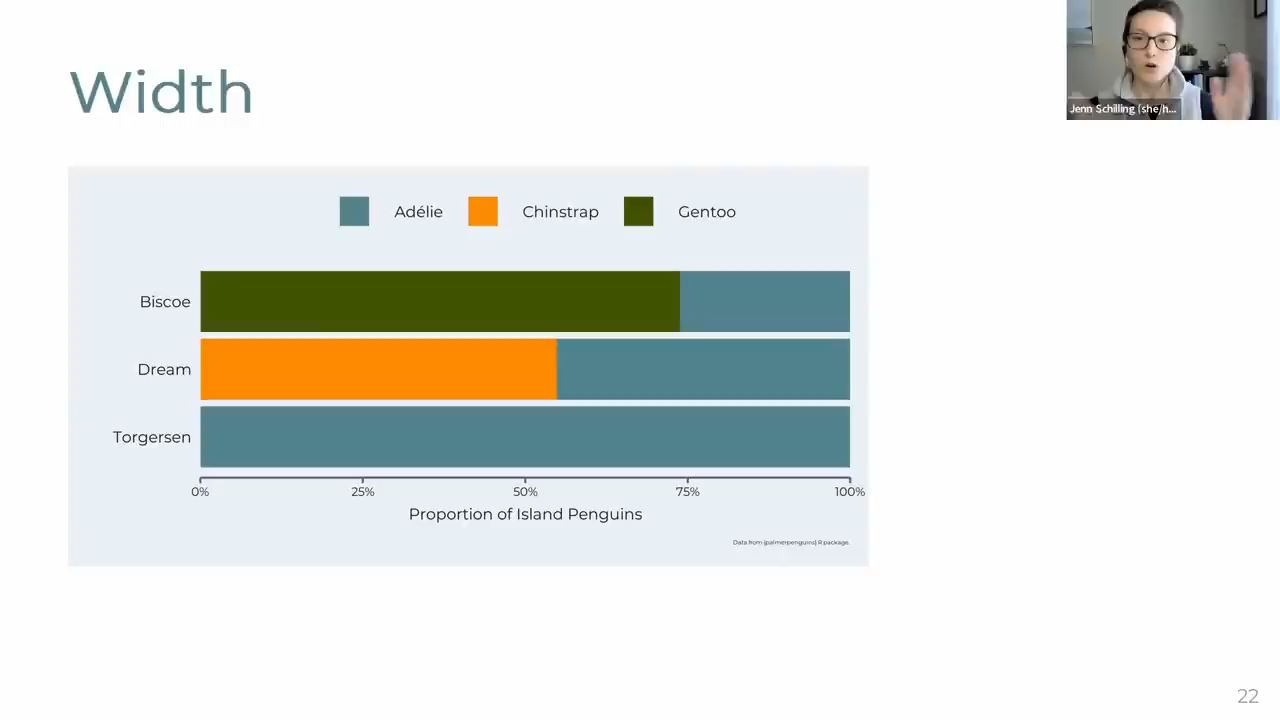 Width
Jenn Schilling (she/h...
Adélie Chinstrap Gentoo
Biscoe
Dream
Torgersen
0% 25% 50% 75% 100%
Proportion of Island Penguins
Data from {palmerpenguins} R package.
22